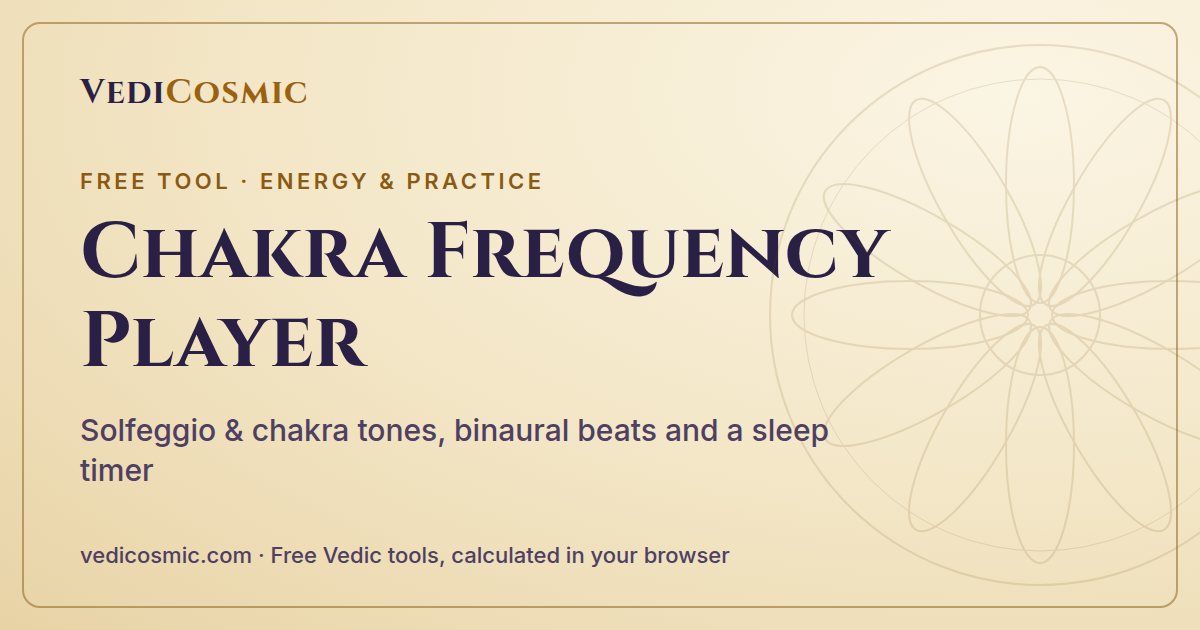 VediCosmic
FREE TOOL · ENERGY & PRACTICE
Chakra Frequency
Player
Solfeggio & chakra tones, binaural beats and a sleep
timer
vedicosmic.com · Free Vedic tools, calculated in your browser